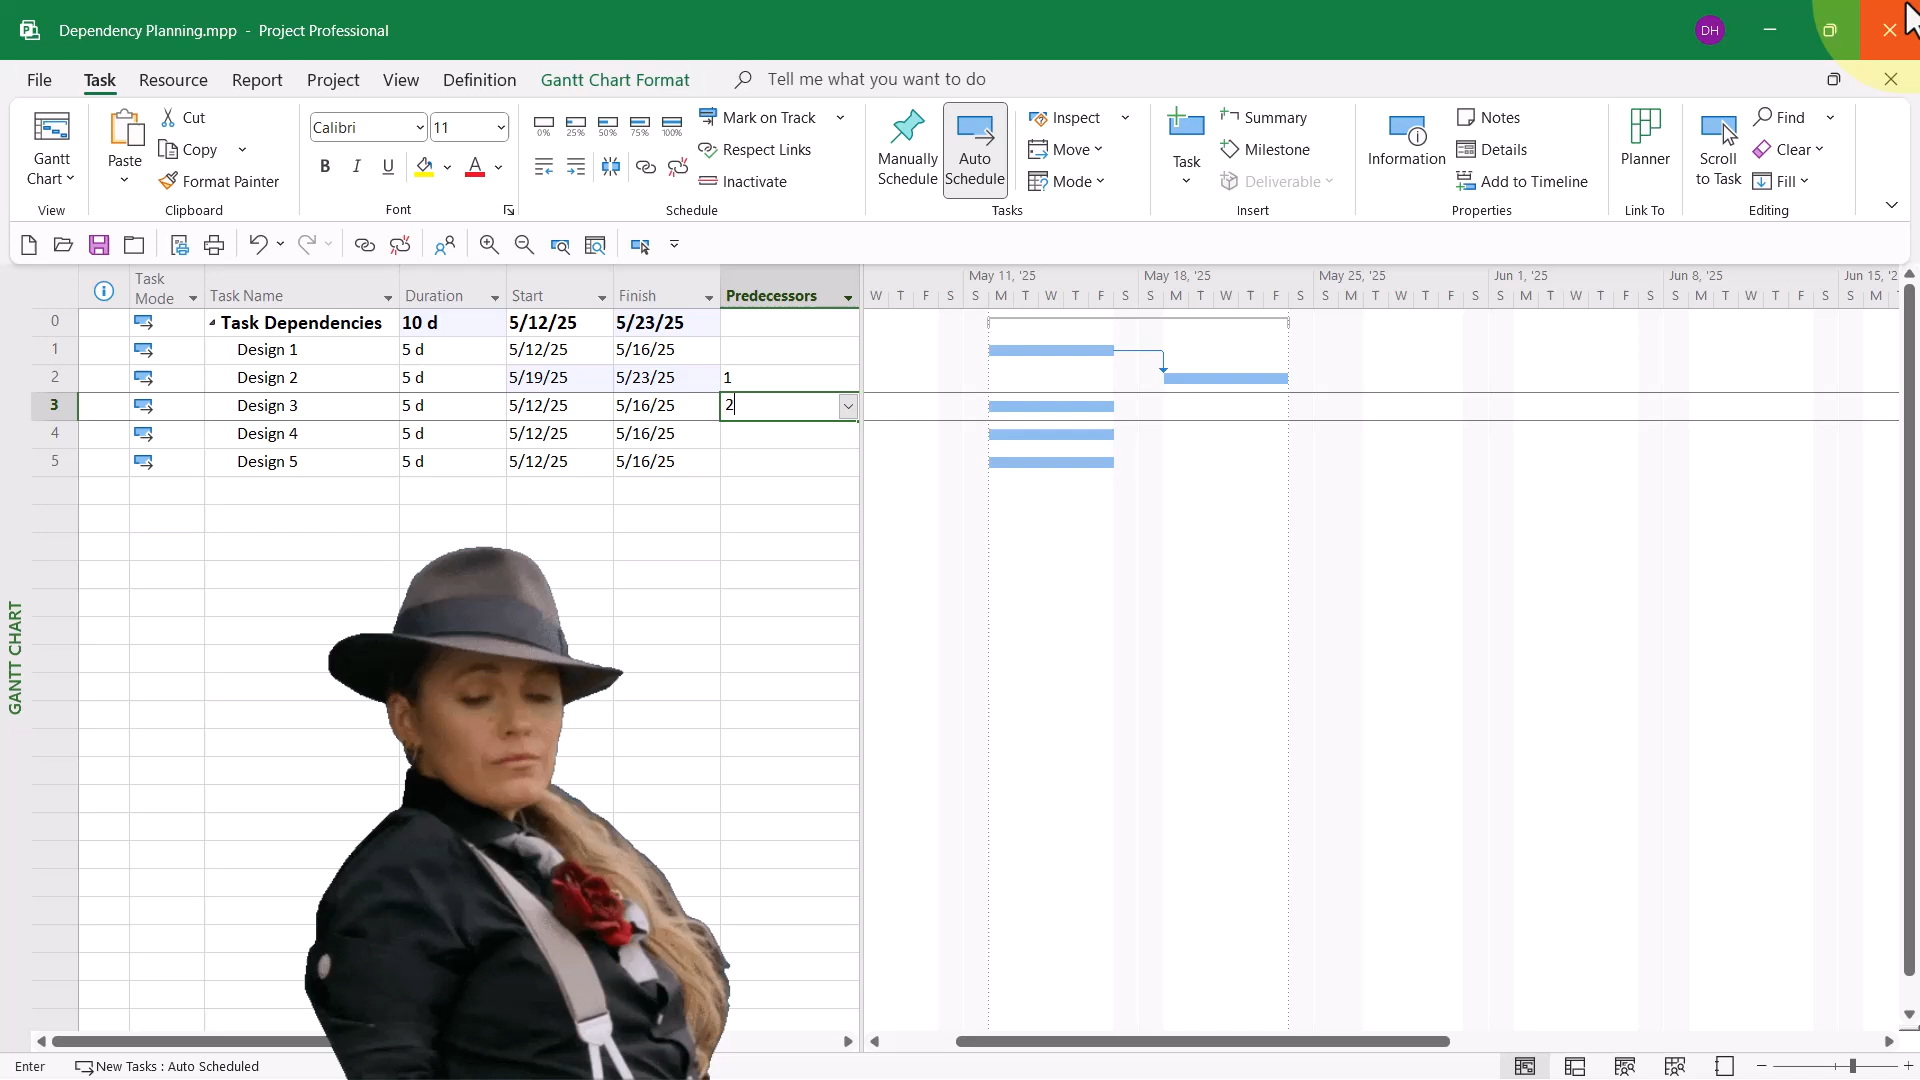 Dependency Planning.mpp - Project Professional
DH
File Task Resource Report Project View Definition Gantt Chart Format Tell me what you want to do
Gantt Chart
View
Paste
Cut
Copy
Format Painter
Clipboard
Calibri 11
B I U A
Font
0% 25% 50% 75% 100%
Mark on Track
Respect Links
Inactivate
Schedule
Manually Schedule
Auto Schedule
Inspect
Move
Mode
Tasks
Task
Summary
Milestone
Deliverable
Insert
Information
Notes
Details
Add to Timeline
Properties
Planner
Link To
Scroll to Task
Find
Clear
Fill
Editing
Task Mode Task Name Duration Start Finish Predecessors
May 11, '25 May 18, '25 May 25, '25 Jun 1, '25 Jun 8, '25 Jun 15, '2
W T F S S M T W T F S S M T W T F S S M T W T F S S M T W T F S S M T W T F S S M
0 Task Dependencies 10 d 5/12/25 5/23/25
1 Design 1 5 d 5/12/25 5/16/25
2 Design 2 5 d 5/19/25 5/23/25 1
3 Design 3 5 d 5/12/25 5/16/25 2
4 Design 4 5 d 5/12/25 5/16/25
5 Design 5 5 d 5/12/25 5/16/25
GANTT CHART
Enter New Tasks : Auto Scheduled